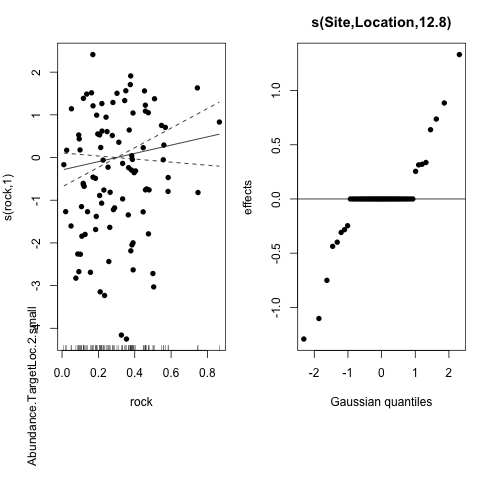 s(Site,Location,12.8)
s(rock,1)
2
1
0
-1
-2
-3
-4
0.0 0.2 0.4 0.6 0.8
rock
Abundance.TargetLoc.2.small
effects
1.0
0.5
0.0
-0.5
-1.0
-2 -1 0 1 2
Gaussian quantiles